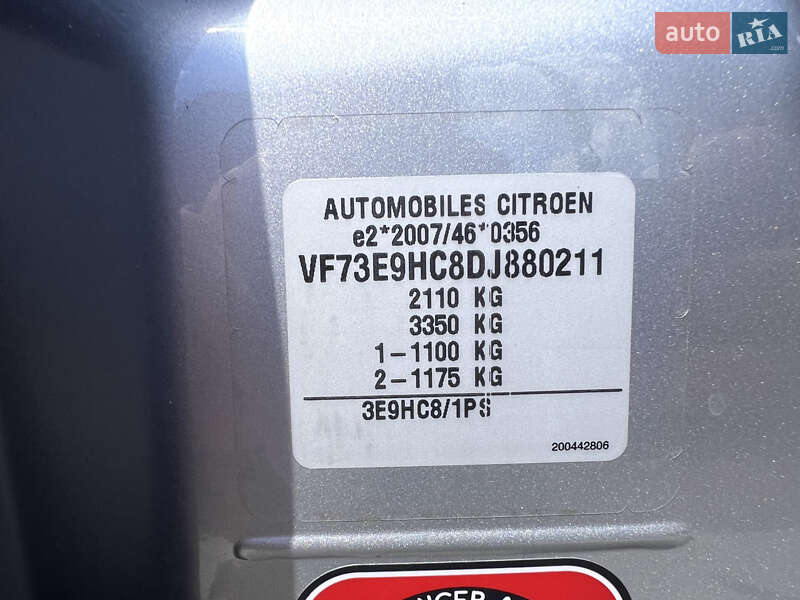 auto RIA
.com
AUTOMOBILES CITROEN
e2*2007/46*0356
VF73E9HC8DJ880211
2110 KG
3350 KG
1-1100 KG
2-1175 KG
3E9HC8/1PS
200442806